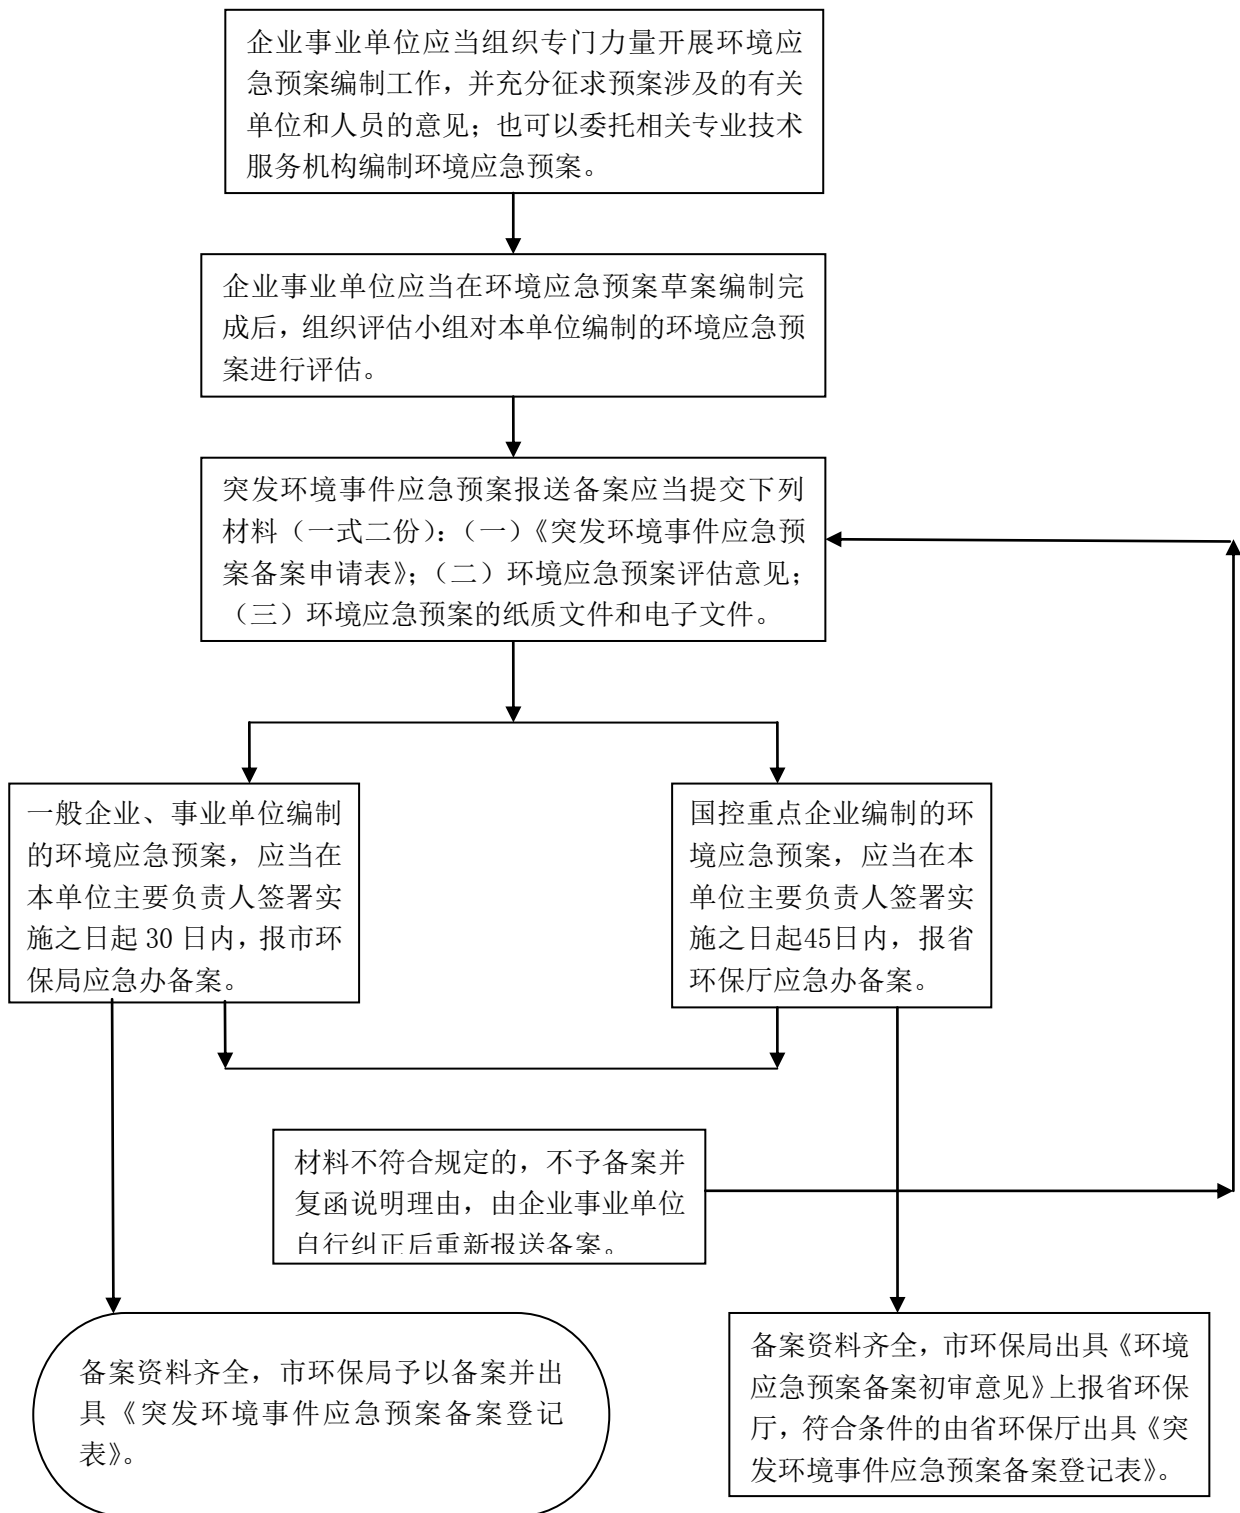 企业事业单位应当组织专门力量开展环境应
急预案编制工作，并充分征求预案涉及的有关
单位和人员的意见；也可以委托相关专业技术
服务机构编制环境应急预案。
企业事业单位应当在环境应急预案草案编制完
成后，组织评估小组对本单位编制的环境应急预
案进行评估。
突发环境事件应急预案报送备案应当提交下列
材料（一式二份）：（一）《突发环境事件应急预
案备案申请表》；（二）环境应急预案评估意见；
（三）环境应急预案的纸质文件和电子文件。
一般企业、事业单位编制
的环境应急预案，应当在
本单位主要负责人签署实
施之日起 30 日内，报市环
保局应急办备案。
国控重点企业编制的环
境应急预案，应当在本
单位主要负责人签署实
施之日起45日内，报省
环保厅应急办备案。
材料不符合规定的，不予备案并
复函说明理由，由企业事业单位
自行纠正后重新报送备案。
备案资料齐全，市环保局予以备案并出
具《突发环境事件应急预案备案登记
表》。
备案资料齐全，市环保局出具《环境
应急预案备案初审意见》上报省环保
厅，符合条件的由省环保厅出具《突
发环境事件应急预案备案登记表》。